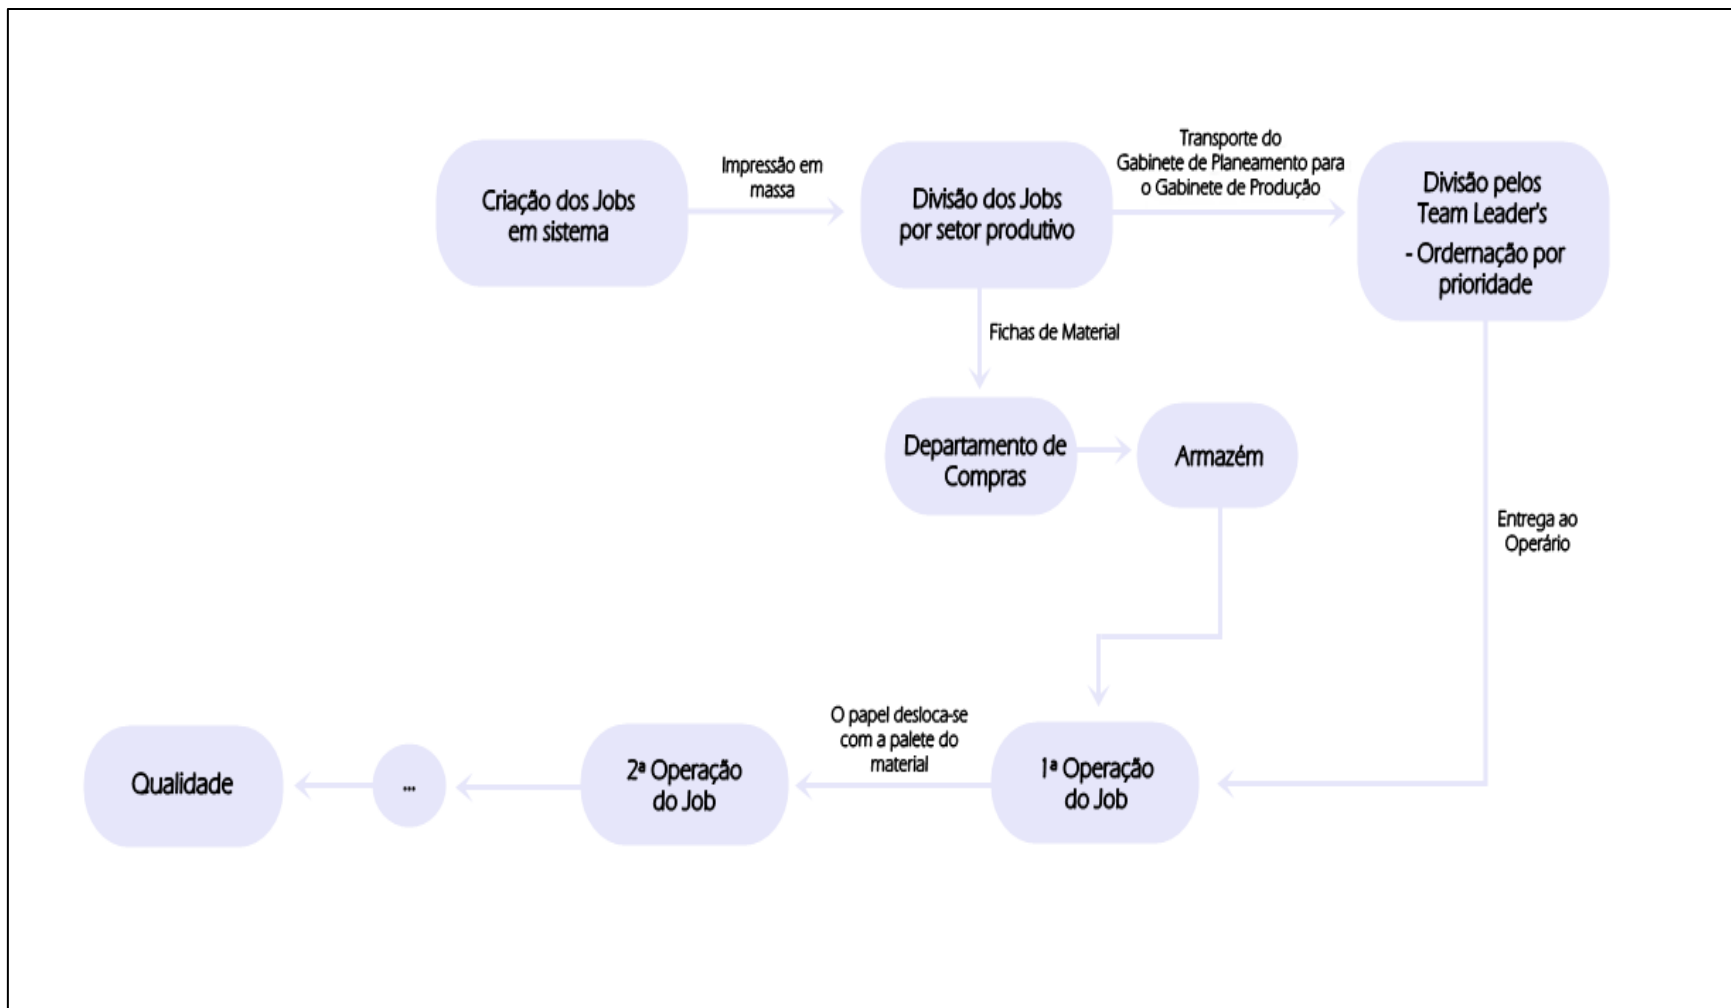 Criação dos Jobs
em sistema
Impressão em
massa
Divisão dos Jobs
por setor produtivo
Transporte do
Gabinete de Planeamento para
o Gabinete de Produção
Divisão pelos
Team Leader's
- Ordernação por
prioridade
Fichas de Material
Departamento de
Compras
Armazém
Entrega ao
Operário
1ª Operação
do Job
O papel desloca-se
com a palete do
material
2ª Operação
do Job
...
Qualidade